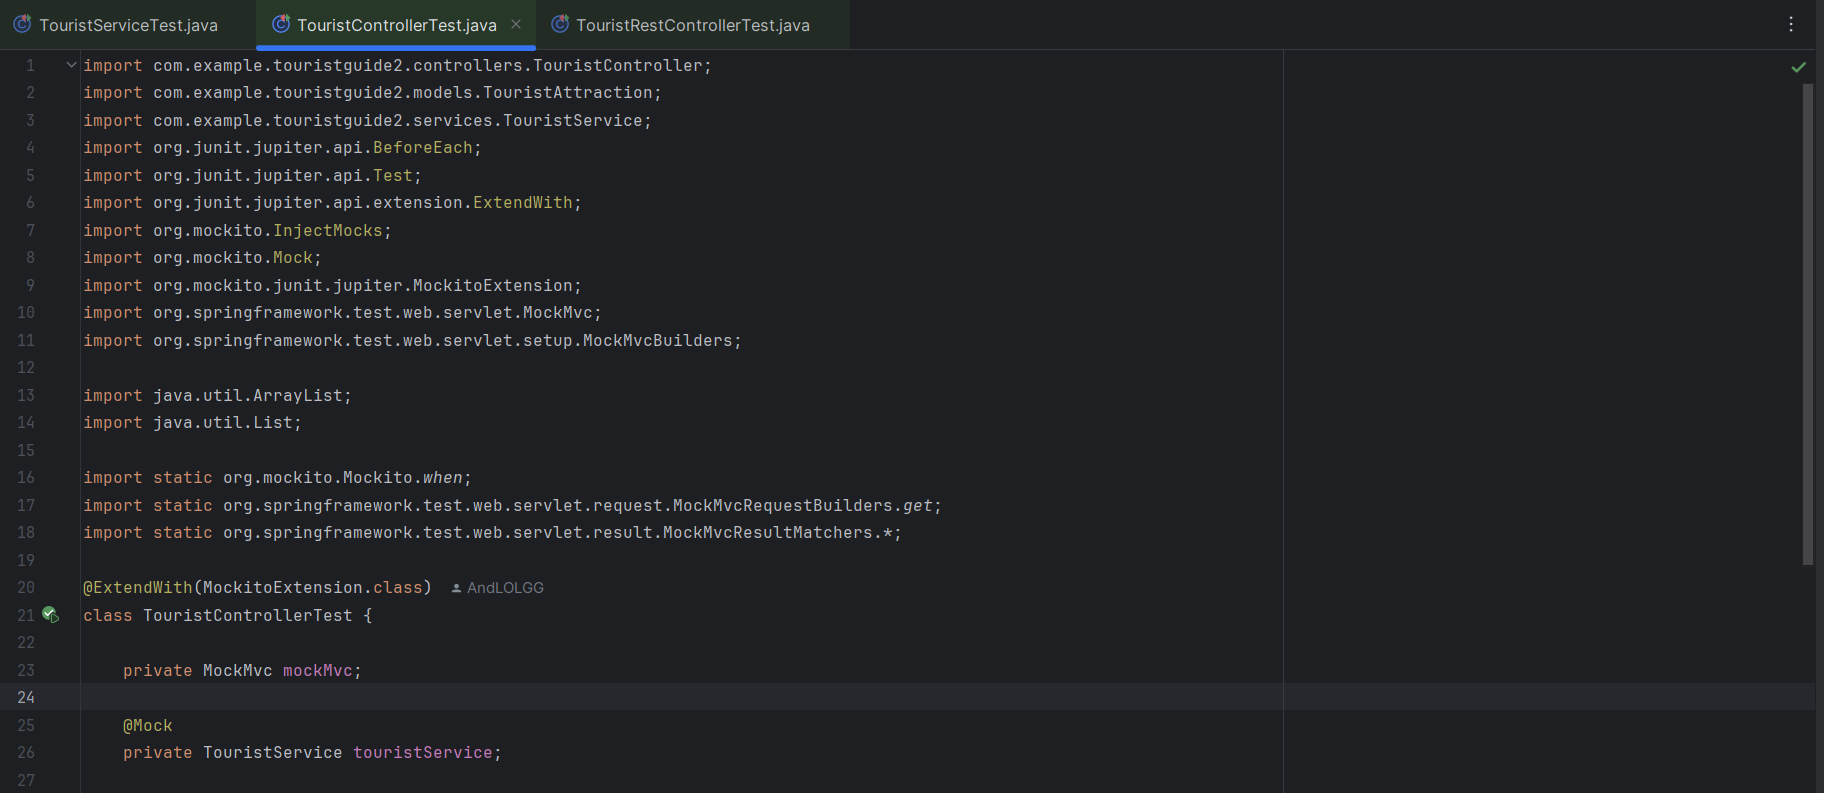 TouristServiceTest.java TouristControllerTest.java TouristRestControllerTest.java
1 import com.example.touristguide2.controllers.TouristController;
2 import com.example.touristguide2.models.TouristAttraction;
3 import com.example.touristguide2.services.TouristService;
4 import org.junit.jupiter.api.BeforeEach;
5 import org.junit.jupiter.api.Test;
6 import org.junit.jupiter.api.extension.ExtendWith;
7 import org.mockito.InjectMocks;
8 import org.mockito.Mock;
9 import org.mockito.junit.jupiter.MockitoExtension;
10 import org.springframework.test.web.servlet.MockMvc;
11 import org.springframework.test.web.servlet.setup.MockMvcBuilders;
12
13 import java.util.ArrayList;
14 import java.util.List;
15
16 import static org.mockito.Mockito.when;
17 import static org.springframework.test.web.servlet.request.MockMvcRequestBuilders.get;
18 import static org.springframework.test.web.servlet.result.MockMvcResultMatchers.*;
19
20 @ExtendWith(MockitoExtension.class) AndLOLGG
21 class TouristControllerTest {
22
23 private MockMvc mockMvc;
24
25 @Mock
26 private TouristService touristService;
27